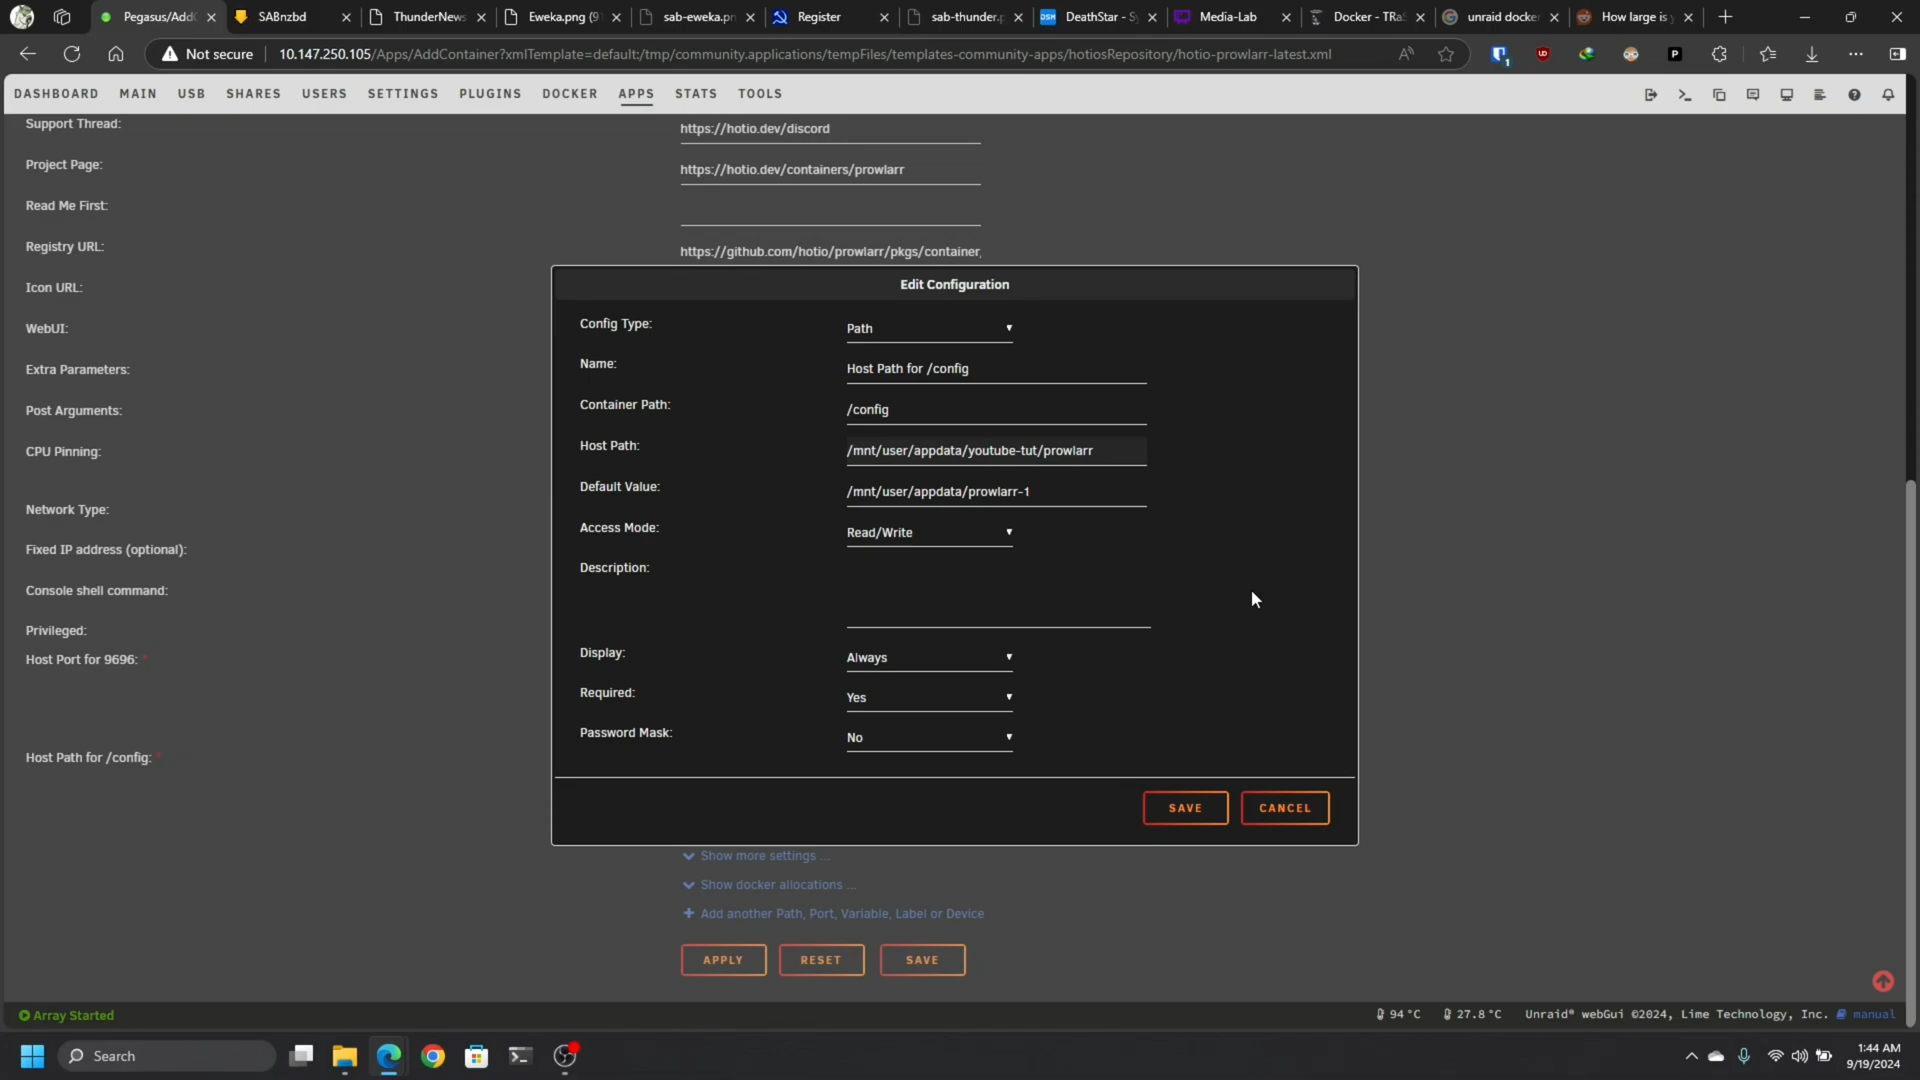 Pegasus/Add
SABnzbd
ThunderNews
Eweka.png (9
sab-eweka.pn
Register
sab-thunder.p
DSM
DeathStar - S
Media-Lab
Docker - TRa
unraid docker
How large is y
Not secure
10.147.250.105/Apps/AddContainer?xmlTemplate=default:/tmp/community.applications/tempFiles/templates-community-apps/hotiosRepository/hotio-prowlarr-latest.xml
DASHBOARD MAIN USB SHARES USERS SETTINGS PLUGINS DOCKER APPS STATS TOOLS
Support Thread:
https://hotio.dev/discord
Project Page:
https://hotio.dev/containers/prowlarr
Read Me First:
Registry URL:
https://github.com/hotio/prowlarr/pkgs/container,
Icon URL:
WebUI:
Extra Parameters:
Post Arguments:
CPU Pinning:
Network Type:
Fixed IP address (optional):
Console shell command:
Privileged:
Host Port for 9696: *
Host Path for /config: *
Edit Configuration
Config Type:
Path
Name:
Host Path for /config
Container Path:
/config
Host Path:
/mnt/user/appdata/youtube-tut/prowlarr
Default Value:
/mnt/user/appdata/prowlarr-1
Access Mode:
Read/Write
Description:
Display:
Always
Required:
Yes
Password Mask:
No
SAVE CANCEL
Show more settings ...
Show docker allocations ...
Add another Path, Port, Variable, Label or Device
APPLY RESET SAVE
Array Started
94 °C 27.8 °C Unraid® webGui ©2024, Lime Technology, Inc. manual
Search
1:44 AM
9/19/2024